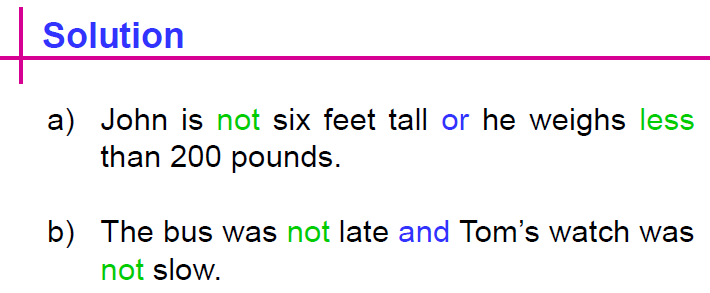 Solution
a) John is not six feet tall or he weighs less
than 200 pounds.
b) The bus was not late and Tom's watch was
not slow.